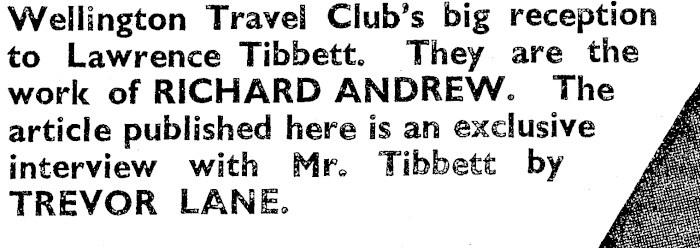 Wellington Travel Club's big reception
to Lawrence Tibbett. They are the
work of RICHARD ANDREW. The
article published here is an exclusive
interview with Mr. Tibbett by
TREVOR LANE.